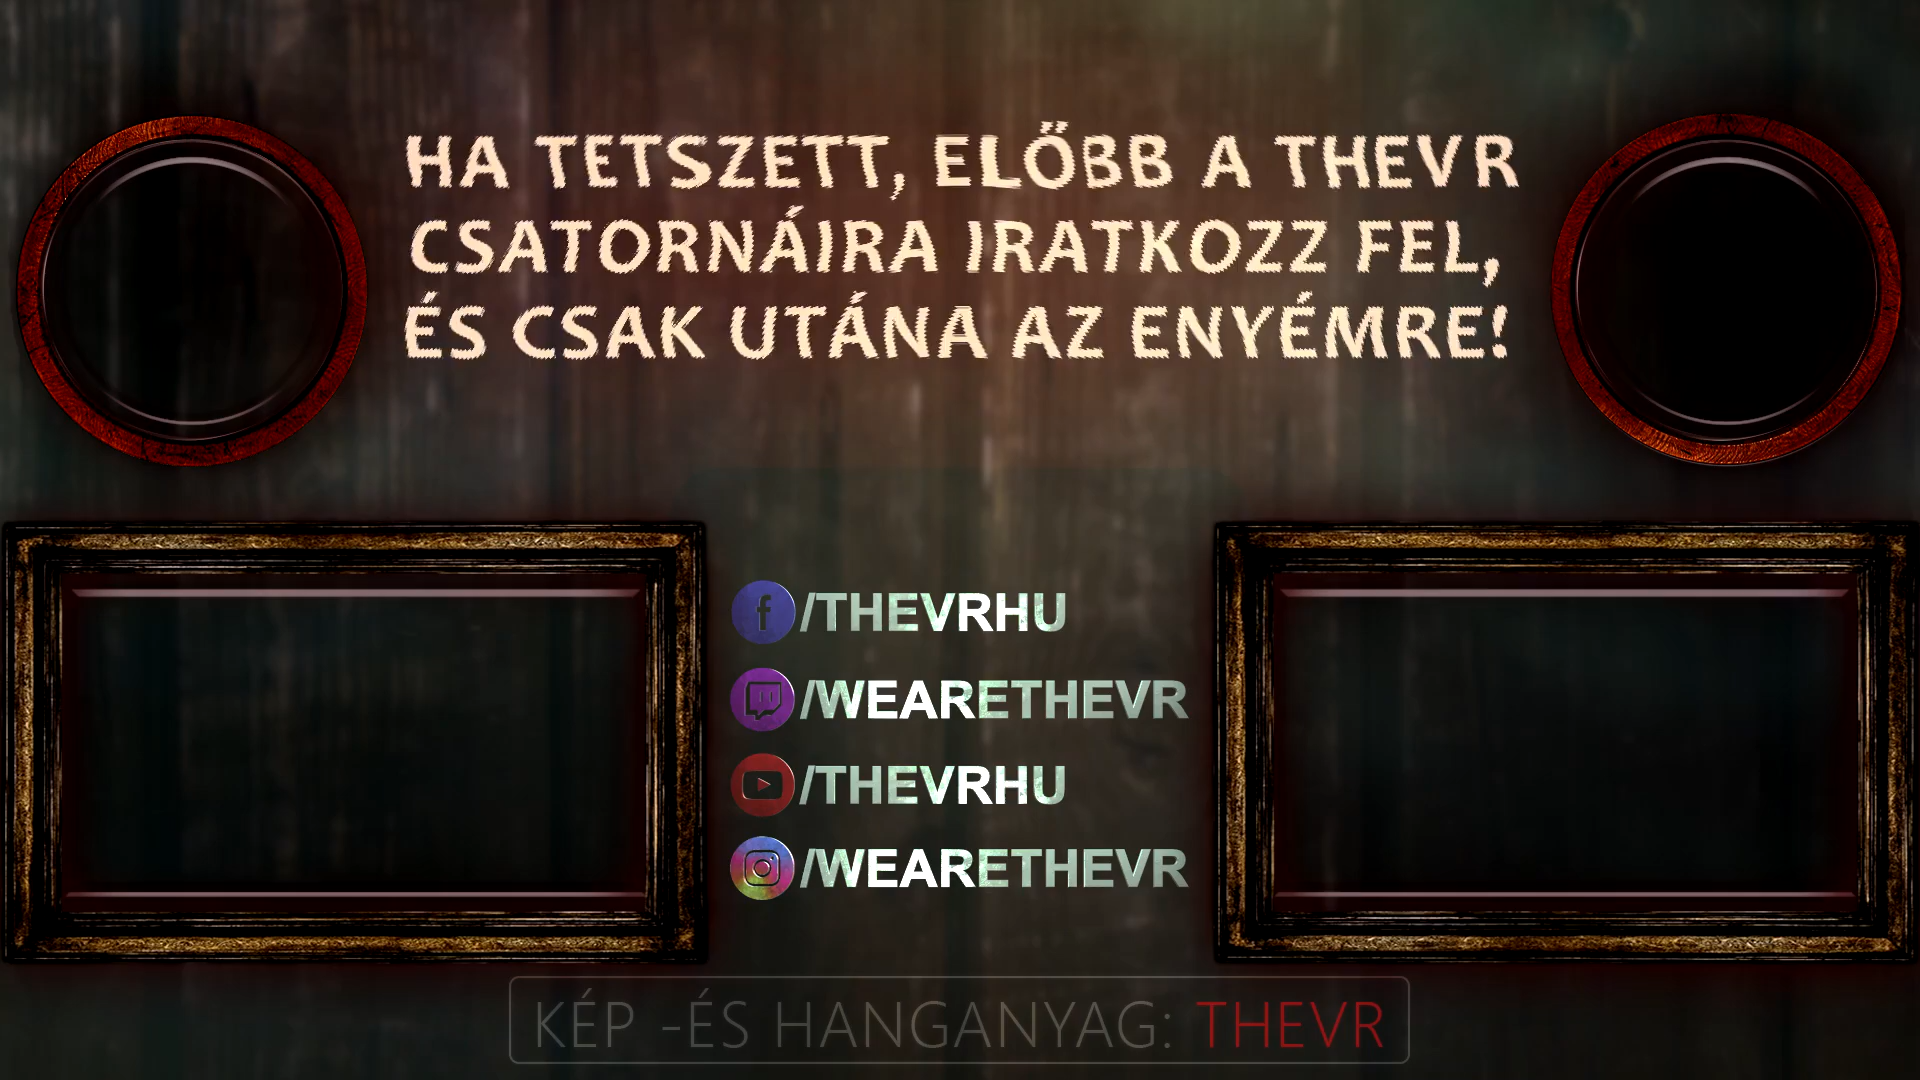 HA TETSZETT, ELŐBB A THEVR
CSATORNÁIRA IRATKOZZ FEL,
ÉS CSAK UTÁNA AZ ENYÉMRE!
/THEVRHU
/WEARETHEVR
/THEVRHU
/WEARETHEVR
KÉP -ÉS HANGANYAG: THEVR